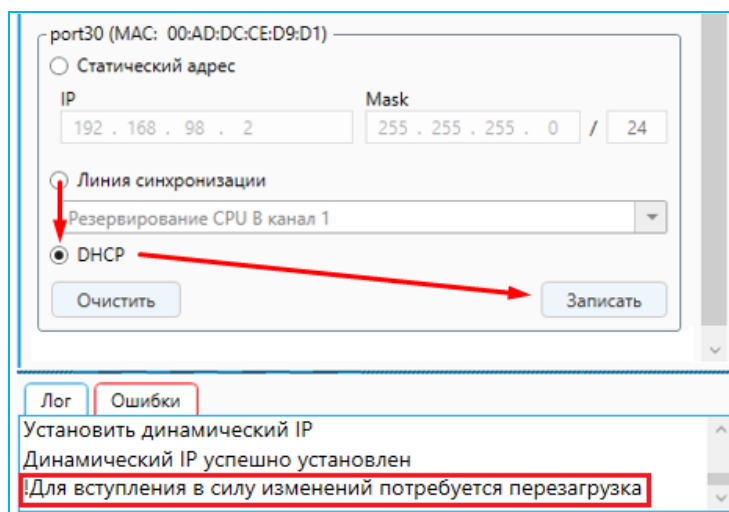 port30 (MAC: 00:AD:DC:CE:D9:D1)
Статический адрес
IP Mask
192 . 168 . 98 . 2 255 . 255 . 255 . 0 / 24
Линия синхронизации
Резервирование CPU B канал 1
DHCP
Очистить Записать
Лог Ошибки
Установить динамический IP
Динамический IP успешно установлен
!Для вступления в силу изменений потребуется перезагрузка